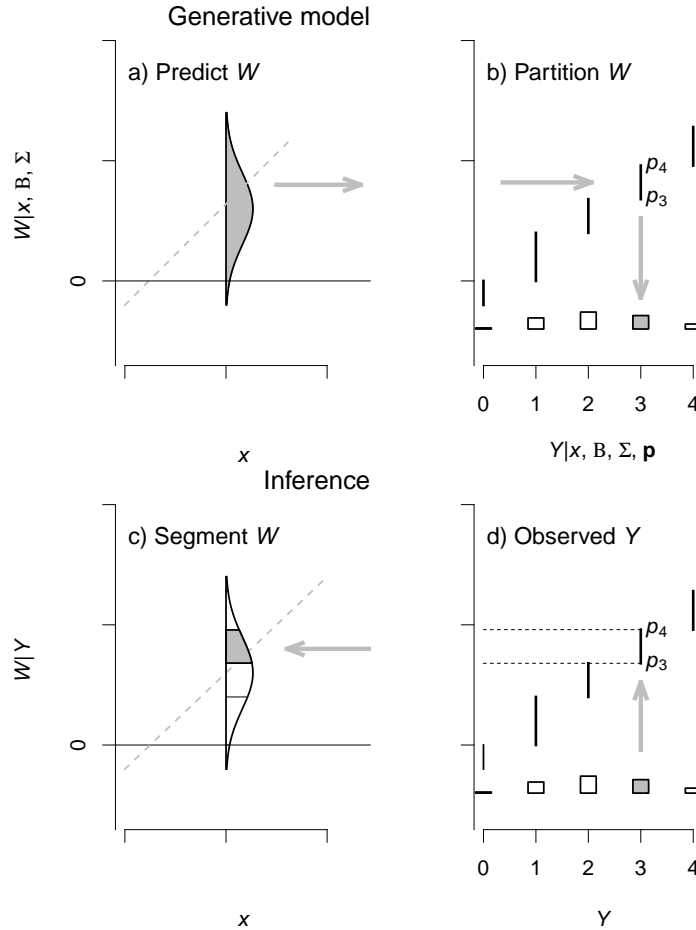 Generative model
a) Predict W
b) Partition W
W|x, Β, Σ
0
p4
p3
0 1 2 3 4
x
Y|x, Β, Σ, p
Inference
c) Segment W
d) Observed Y
W|Y
0
p4
p3
0 1 2 3 4
x
Y